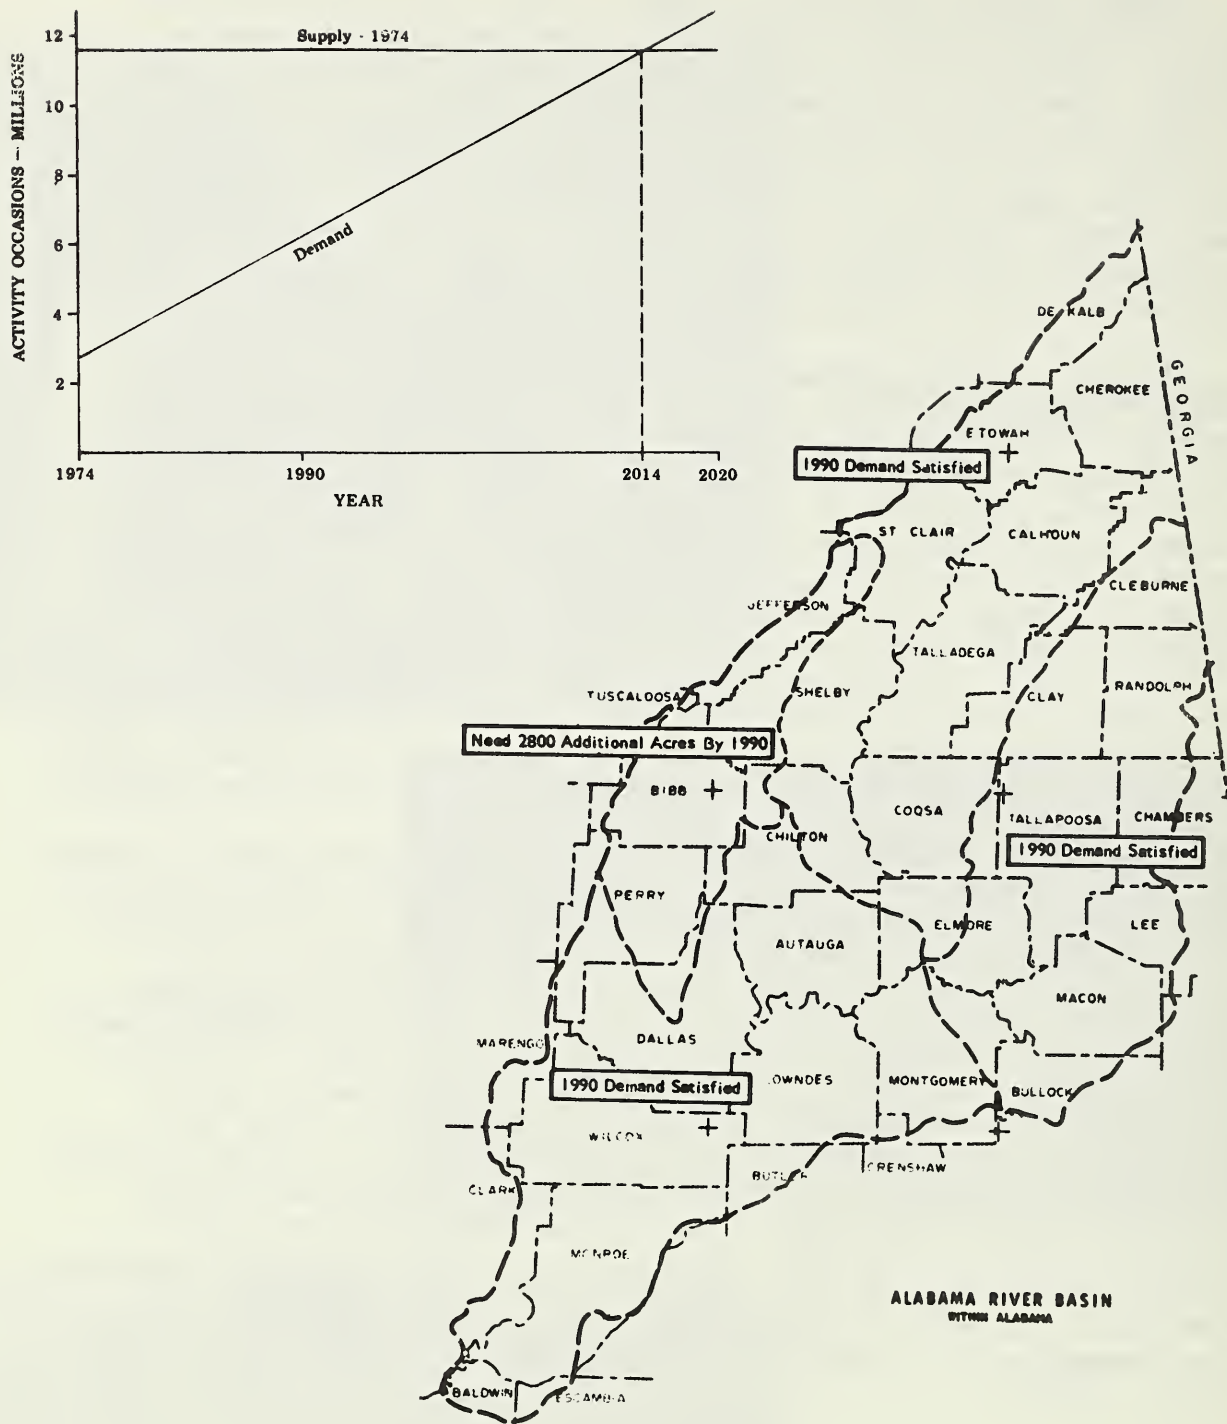 12
10
8
6
4
2
ACTIVITY OCCASIONS - MILLIONS
Supply - 1974
Demand
1974
1990
2014
2020
YEAR
DE KALB
GEORGIA
CHEROKEE
ETOWAH
1990 Demand Satisfied
ST CLAIR
CALHOUN
CLEBURNE
JEFFERSON
TALLADEGA
TUSCALOOSA
SHELBY
CLAY
RANDOLPH
Need 2800 Additional Acres By 1990
BIBB
COOSA
TALLAPOOSA
CHAMBERS
CHILTON
1990 Demand Satisfied
PERRY
ELMORE
LEE
AUTAUGA
MACON
MARENGO
DALLAS
1990 Demand Satisfied
LOWNDES
MONTGOMERY
BULLOCK
WILCOX
BUTLER
CRENSHAW
CLARK
MONROE
ALABAMA RIVER BASIN
WITHIN ALABAMA
BALDWIN
ESCAMBIA